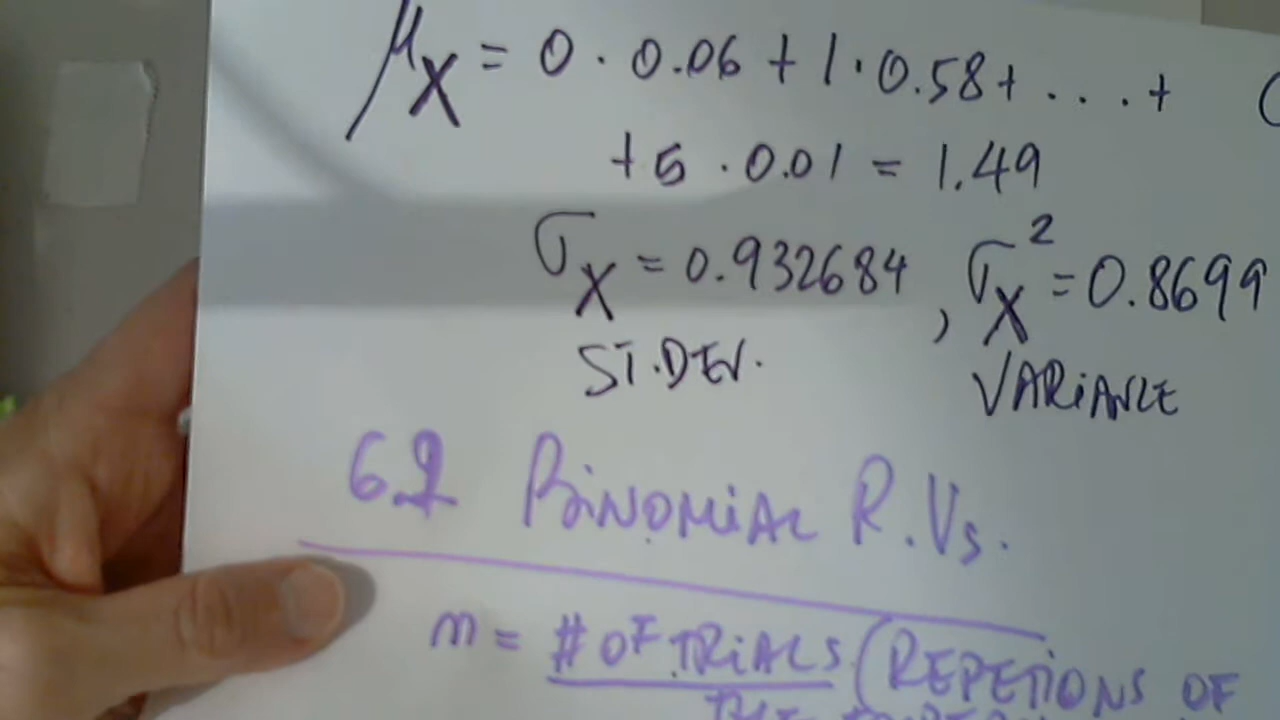 μX = 0 · 0.06 + 1 · 0.58 + . . . . +
+ 5 · 0.01 = 1.49
σX = 0.932684 , σX² = 0.8699
ST.DEV. VARIANCE
6.2 BINOMIAL R.Vs.
n = # OF TRIALS (REPETIONS OF
THE